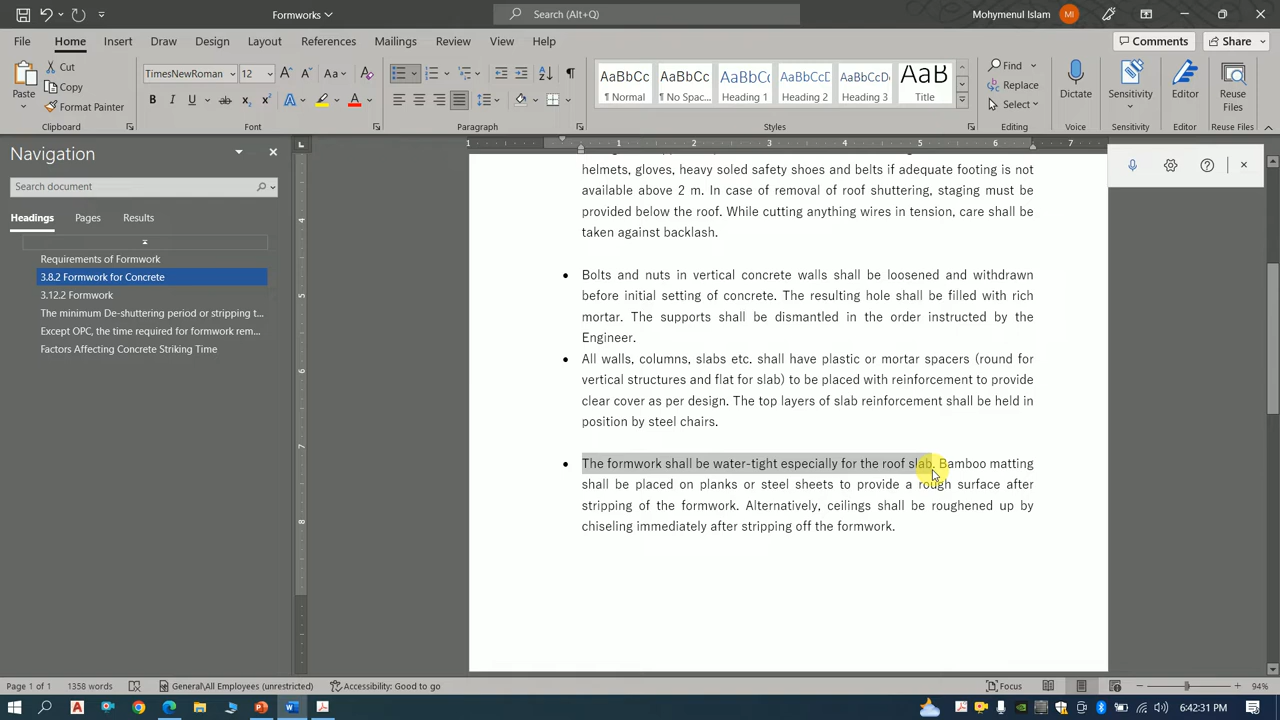 Formworks
Search (Alt+Q)
Mohymenul Islam
MI
File Home Insert Draw Design Layout References Mailings Review View Help
Comments
Share
Paste
Cut
Copy
Format Painter
Clipboard
TimesNewRoman 12
Font
Paragraph
AaBbCc AaBbCc AaBbC AaBbCcD AaBbCcDc AaB
¶ Normal ¶ No Spac... Heading 1 Heading 2 Heading 3 Title
Styles
Find
Replace
Select
Editing
Dictate
Voice
Sensitivity
Sensitivity
Editor
Editor
Reuse Files
Reuse Files
Navigation
Search document
Headings Pages Results
Requirements of Formwork
3.8.2 Formwork for Concrete
3.12.2 Formwork
The minimum De-shuttering period or stripping t...
Except OPC, the time required for formwork rem...
Factors Affecting Concrete Striking Time
helmets, gloves, heavy soled safety shoes and belts if adequate footing is not
available above 2 m. In case of removal of roof shuttering, staging must be
provided below the roof. While cutting anything wires in tension, care shall be
taken against backlash.
• Bolts and nuts in vertical concrete walls shall be loosened and withdrawn
before initial setting of concrete. The resulting hole shall be filled with rich
mortar. The supports shall be dismantled in the order instructed by the
Engineer.
• All walls, columns, slabs etc. shall have plastic or mortar spacers (round for
vertical structures and flat for slab) to be placed with reinforcement to provide
clear cover as per design. The top layers of slab reinforcement shall be held in
position by steel chairs.
• The formwork shall be water-tight especially for the roof slab. Bamboo matting
shall be placed on planks or steel sheets to provide a rough surface after
stripping of the formwork. Alternatively, ceilings shall be roughened up by
chiseling immediately after stripping off the formwork.
Page 1 of 1 1358 words General\All Employees (unrestricted) Accessibility: Good to go
Focus
94%
6:42:31 PM